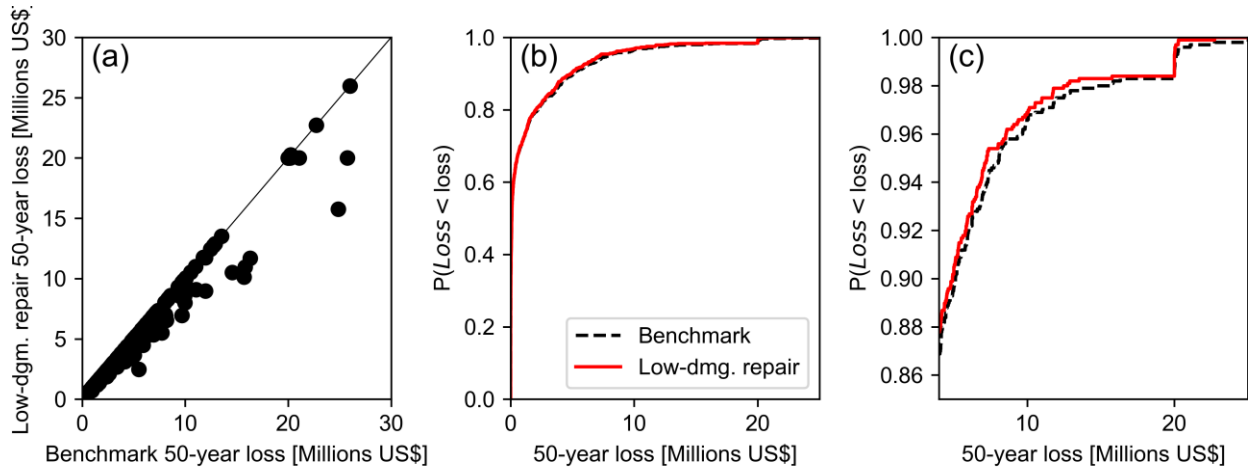 Low-dgm. repair 50-year loss [Millions US$]
(a)
30
25
20
15
10
5
0
0
10
20
30
Benchmark 50-year loss [Millions US$]
P(Loss < loss)
(b)
1.0
0.8
0.6
0.4
0.2
0.0
Benchmark
Low-dmg. repair
0
10
20
50-year loss [Millions US$]
P(Loss < loss)
(c)
1.00
0.98
0.96
0.94
0.92
0.90
0.88
0.86
10
20
50-year loss [Millions US$]